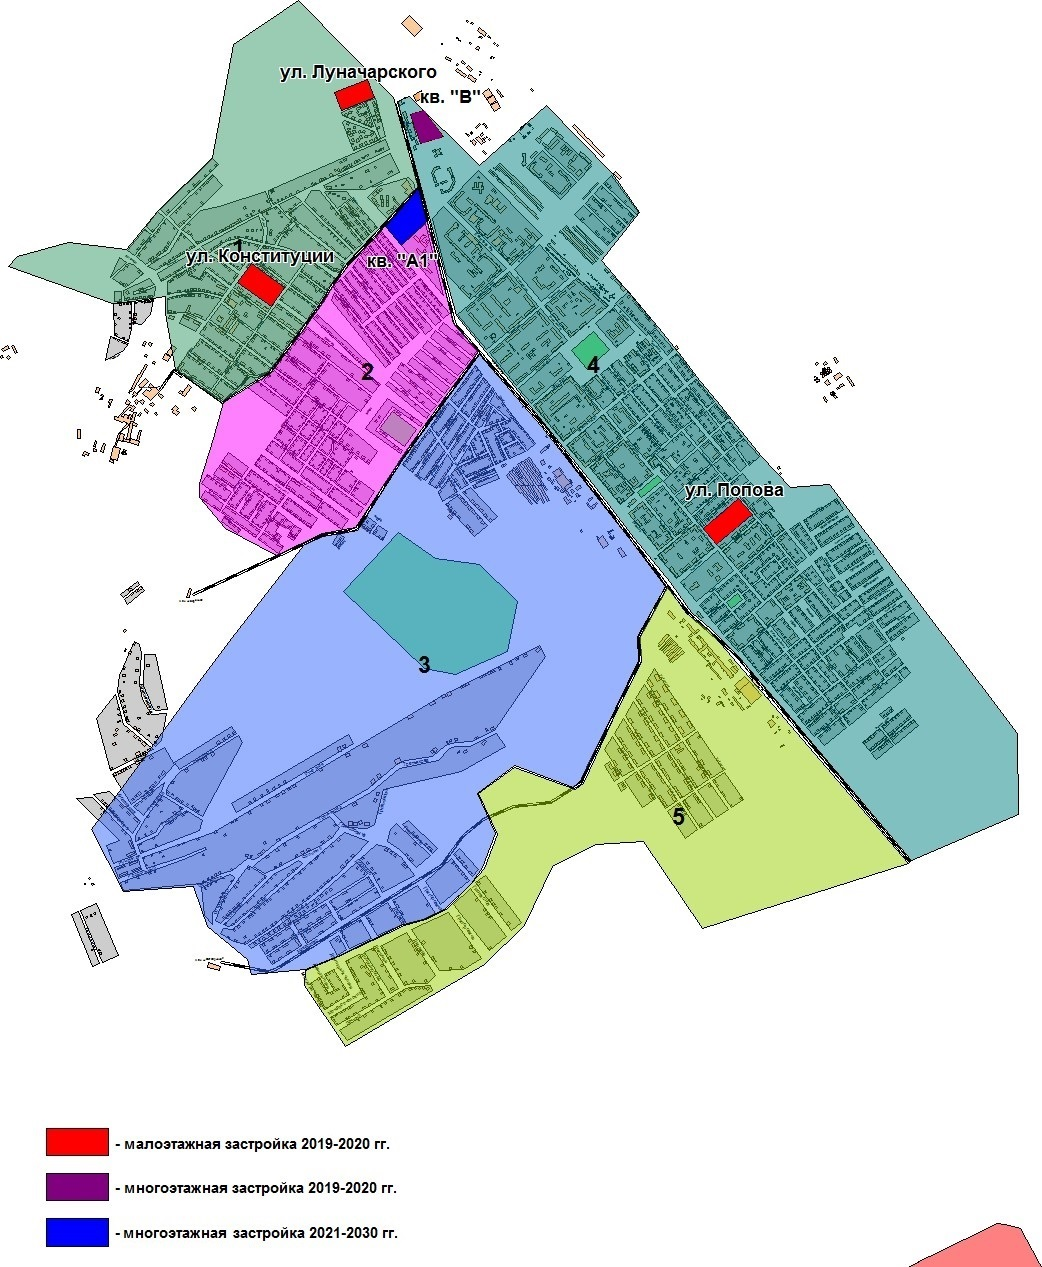 ул. Луначарского
кв. "В"
1
ул. Конституции
кв. "А1"
2
4
ул. Попова
3
5
- малоэтажная застройка 2019-2020 гг.
- многоэтажная застройка 2019-2020 гг.
- многоэтажная застройка 2021-2030 гг.